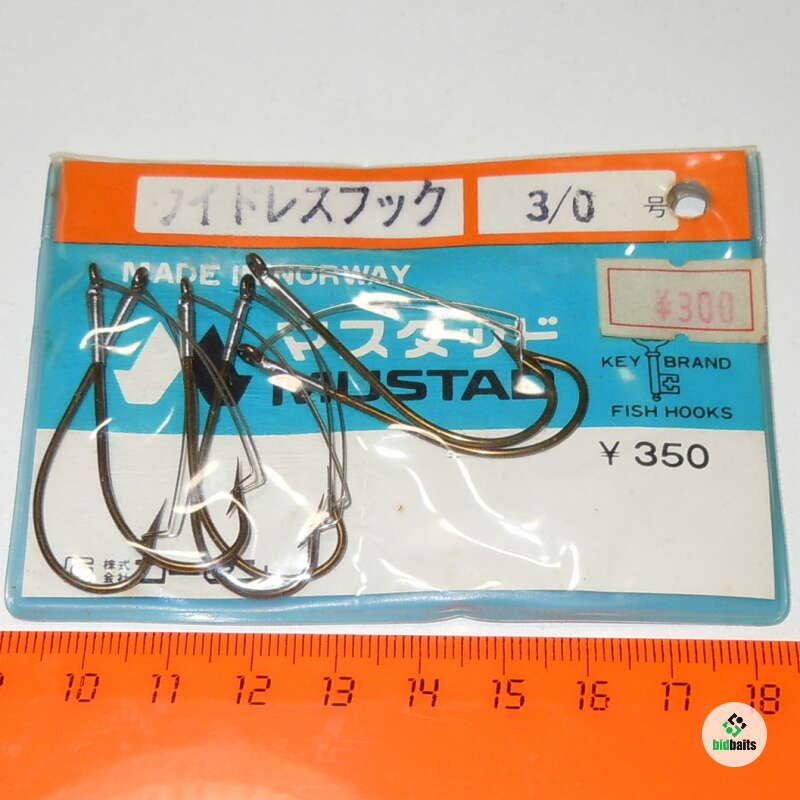 ワイドレスフック 3/0 号
MADE IN NORWAY
¥300
マスタッド
MUSTAD
KEY BRAND
FISH HOOKS
¥350
株式
会社
10 11 12 13 14 15 16 17 18
bidbaits